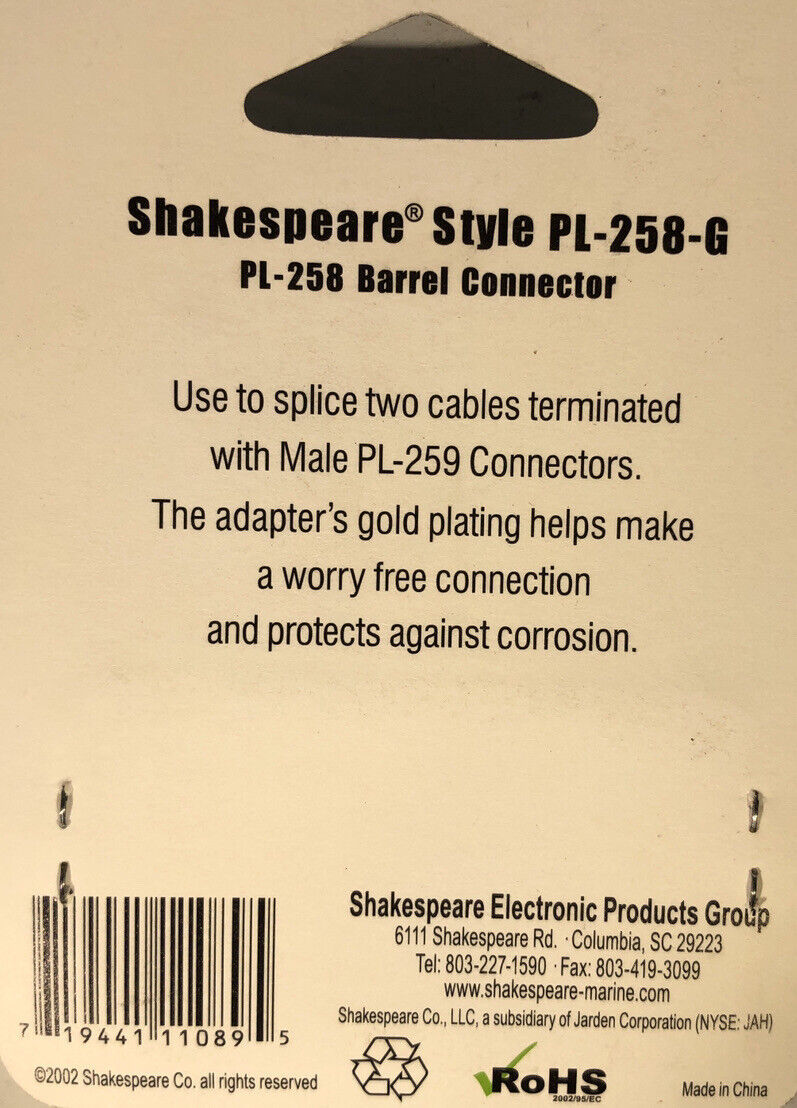 Shakespeare® Style PL-258-G
PL-258 Barrel Connector
Use to splice two cables terminated
with Male PL-259 Connectors.
The adapter's gold plating helps make
a worry free connection
and protects against corrosion.
Shakespeare Electronic Products Group
6111 Shakespeare Rd. · Columbia, SC 29223
Tel: 803-227-1590 · Fax: 803-419-3099
www.shakespeare-marine.com
Shakespeare Co., LLC, a subsidiary of Jarden Corporation (NYSE: JAH)
7 19441 11089 5
©2002 Shakespeare Co. all rights reserved
RoHS
2002/95/EC
Made in China